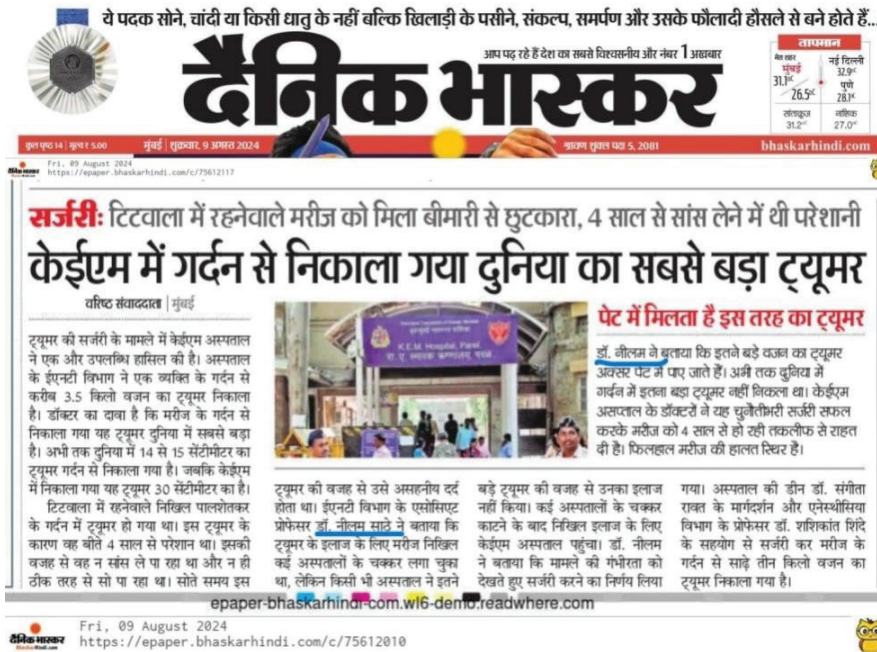 ये पदक सोने, चांदी या किसी धातु के नहीं बल्कि खिलाड़ी के पसीने, संकल्प, समर्पण और उसके फौलादी हौसले से बने होते हैं...
आप पढ़ रहे हैं देश का सबसे विश्वसनीय और नंबर 1 अखबार
दैनिक भास्कर
तापमान
मुंबई
31.1°C
26.5°C
नई दिल्ली
32.9°C
पुणे
28.1°C
सांताक्रूज
31.2°C
नाशिक
27.0°C
कुल पृष्ठ 14 | मूल्य ₹ 5.00
मुंबई | शुक्रवार, 9 अगस्त 2024
श्रावण शुक्ल पक्ष 5, 2081
bhaskarhindi.com
दैनिक भास्कर
Fri, 09 August 2024
https://epaper.bhaskarhindi.com/c/75612117
सर्जरी: टिटवाला में रहनेवाले मरीज को मिला बीमारी से छुटकारा, 4 साल से सांस लेने में थी परेशानी
केईएम में गर्दन से निकाला गया दुनिया का सबसे बड़ा ट्यूमर
वरिष्ठ संवाददाता | मुंबई
ट्यूमर की सर्जरी के मामले में केईएम अस्पताल
ने एक और उपलब्धि हासिल की है। अस्पताल
के ईएनटी विभाग ने एक व्यक्ति के गर्दन से
करीब 3.5 किलो वजन का ट्यूमर निकाला
है। डॉक्टर का दावा है कि मरीज के गर्दन से
निकाला गया यह ट्यूमर दुनिया में सबसे बड़ा
है। अभी तक दुनिया में 14 से 15 सेंटीमीटर का
ट्यूमर गर्दन से निकाला गया है। जबकि केईएम
में निकाला गया यह ट्यूमर 30 सेंटीमीटर का है।
टिटवाला में रहनेवाले निखिल पालशेतकर
के गर्दन में ट्यूमर हो गया था। इस ट्यूमर के
कारण वह बीते 4 साल से परेशान था। इसकी
वजह से वह न सांस ले पा रहा था और न ही
ठीक तरह से सो पा रहा था। सोते समय इस
K.E.M. Hospital, Parel.
ट्यूमर की वजह से उसे असहनीय दर्द
होता था। ईएनटी विभाग के एसोसिएट
प्रोफेसर डॉ. नीलम साठे ने बताया कि
ट्यूमर के इलाज के लिए मरीज निखिल
कई अस्पतालों के चक्कर लगा चुका
था, लेकिन किसी भी अस्पताल ने इतने
पेट में मिलता है इस तरह का ट्यूमर
डॉ. नीलम ने बताया कि इतने बड़े वजन का ट्यूमर
अक्सर पेट में पाए जाते हैं। अभी तक दुनिया में
गर्दन में इतना बड़ा ट्यूमर नहीं निकला था। केईएम
असप्ताल के डॉक्टरों ने यह चुनौतीभरी सर्जरी सफल
करके मरीज को 4 साल से हो रही तकलीफ से राहत
दी है। फिलहाल मरीज की हालत स्थिर है।
बड़े ट्यूमर की वजह से उनका इलाज
नहीं किया। कई अस्पतालों के चक्कर
काटने के बाद निखिल इलाज के लिए
केईएम अस्पताल पहुंचा। डॉ. नीलम
ने बताया कि मामले की गंभीरता को
देखते हुए सर्जरी करने का निर्णय लिया
गया। अस्पताल की डीन डॉ. संगीता
रावत के मार्गदर्शन और एनेस्थीसिया
विभाग के प्रोफेसर डॉ. शशिकांत शिंदे
के सहयोग से सर्जरी कर मरीज के
गर्दन से साढ़े तीन किलो वजन का
ट्यूमर निकाला गया है।
epaper-bhaskarhindi-com.wl6-demo.readwhere.com
दैनिक भास्कर
Fri, 09 August 2024
https://epaper.bhaskarhindi.com/c/75612010